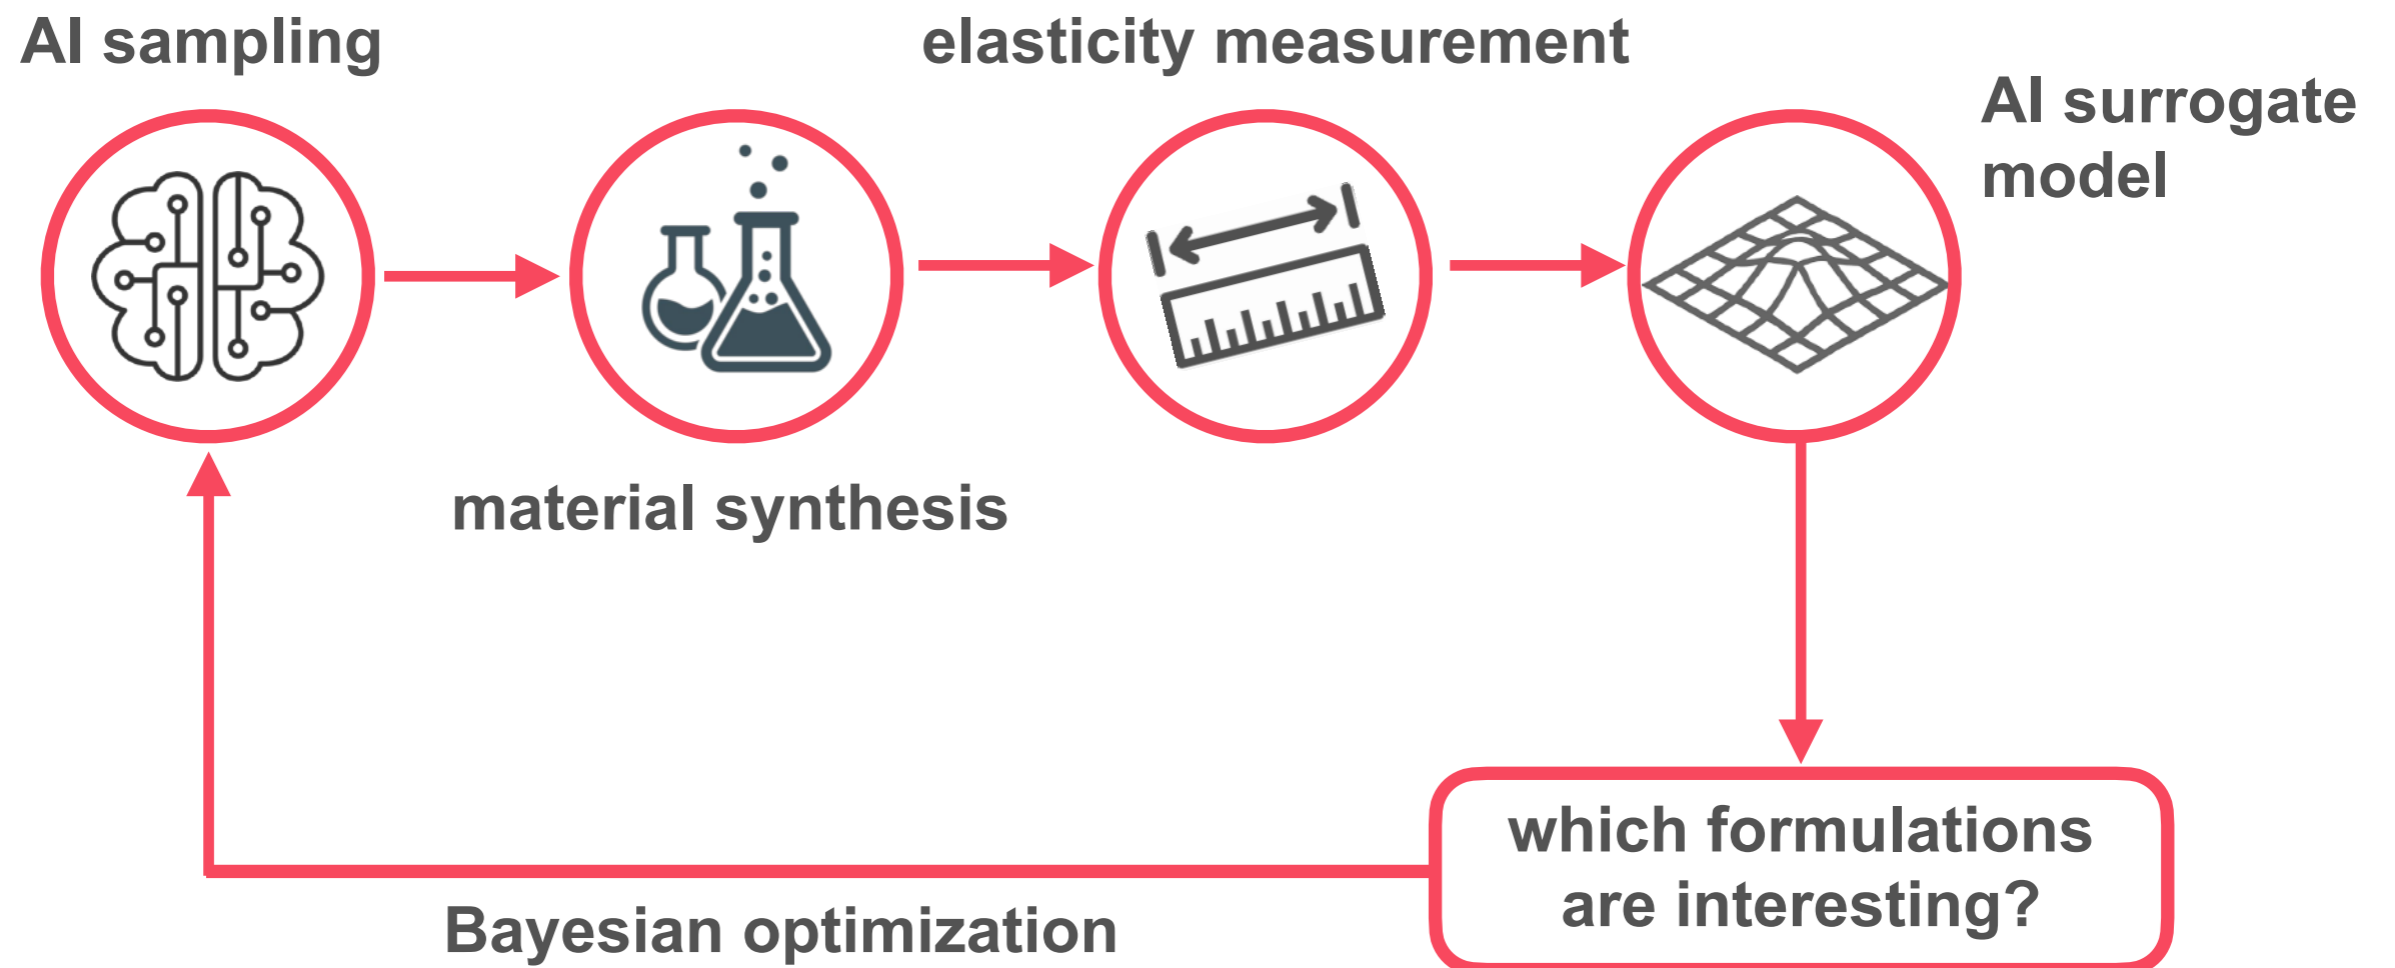 AI sampling
elasticity measurement
AI surrogate
model
material synthesis
which formulations
are interesting?
Bayesian optimization